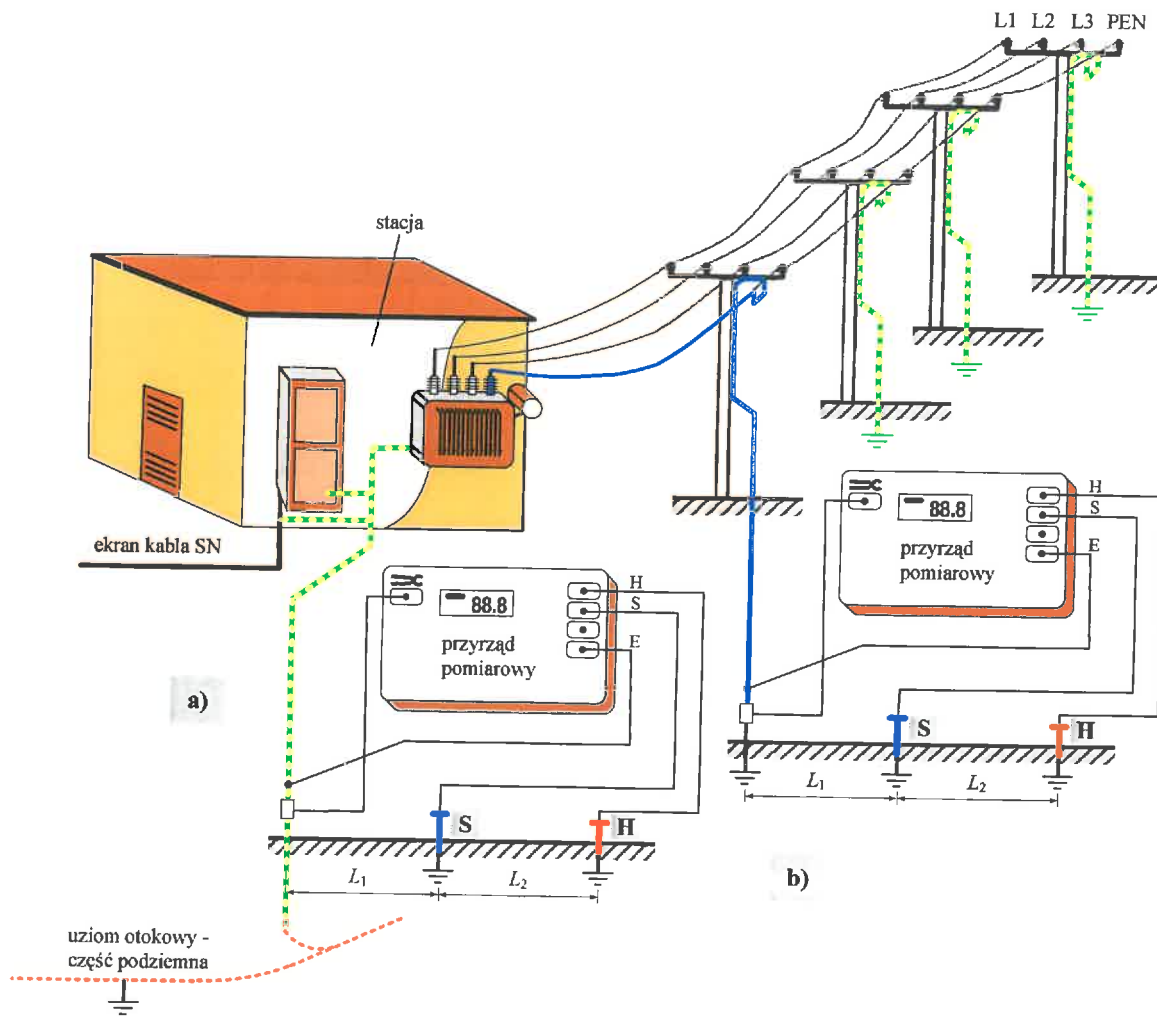 L1 L2 L3 PEN
stacja
ekran kabla SN
88.8
przyrząd
pomiarowy
H
S
E
88.8
przyrząd
pomiarowy
H
S
E
a)
S
H
L1
L2
S
H
L1
L2
b)
uziom otokowy -
część podziemna